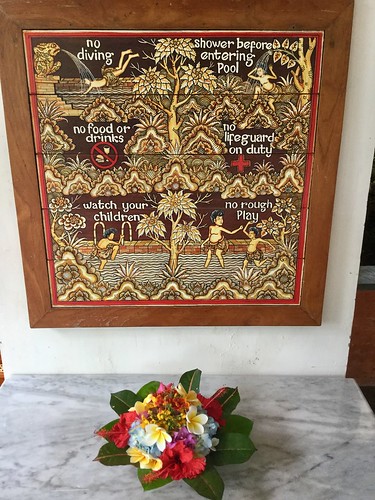 no
diving
shower before
entering
Pool
no food or
drinks
no
lifeguard
on duty
watch your
children
no rough
Play